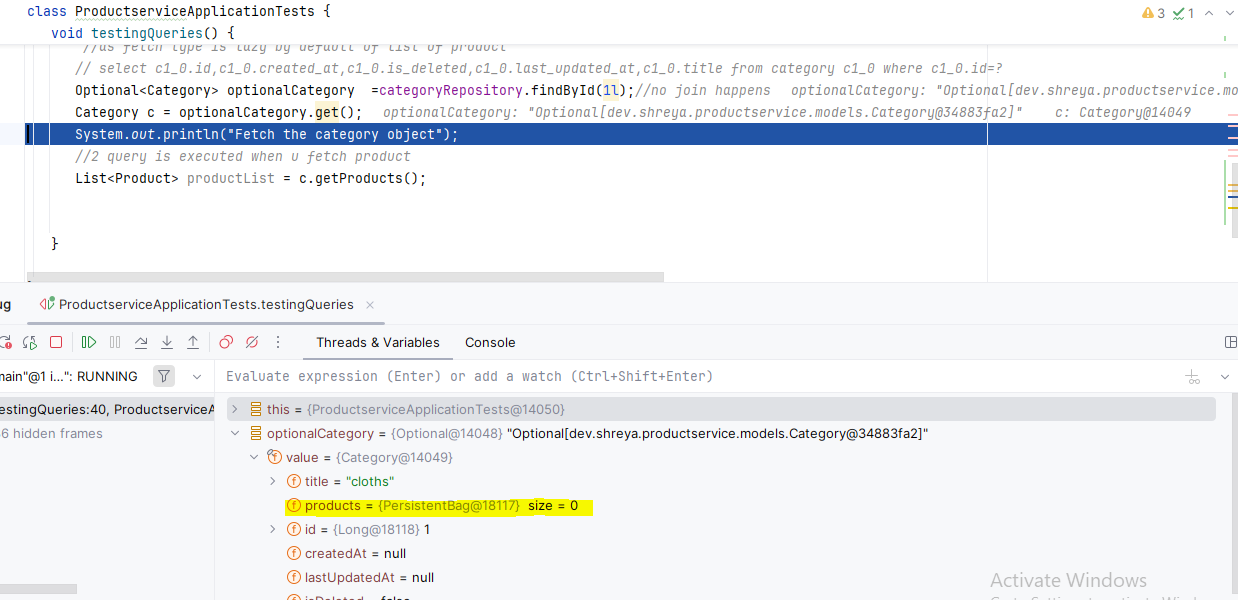 class ProductserviceApplicationTests {
3 1
void testingQueries() {
//as fetch type is lazy by default of list of product
// select c1_0.id,c1_0.created_at,c1_0.is_deleted,c1_0.last_updated_at,c1_0.title from category c1_0 where c1_0.id=?
Optional<Category> optionalCategory =categoryRepository.findById(1l);//no join happens optionalCategory: "Optional[dev.shreya.productservice.mo
Category c = optionalCategory.get(); optionalCategory: "Optional[dev.shreya.productservice.models.Category@34883fa2]" c: Category@14049
System.out.println("Fetch the category object");
//2 query is executed when u fetch product
List<Product> productList = c.getProducts();
}
ug ProductserviceApplicationTests.testingQueries
Threads & Variables Console
main"@1 i...": RUNNING
Evaluate expression (Enter) or add a watch (Ctrl+Shift+Enter)
estingQueries:40, ProductserviceA
this = {ProductserviceApplicationTests@14050}
6 hidden frames
optionalCategory = {Optional@14048} "Optional[dev.shreya.productservice.models.Category@34883fa2]"
value = {Category@14049}
title = "cloths"
products = {PersistentBag@18117} size = 0
id = {Long@18118} 1
createdAt = null
lastUpdatedAt = null
isDeleted = false
Activate Windows